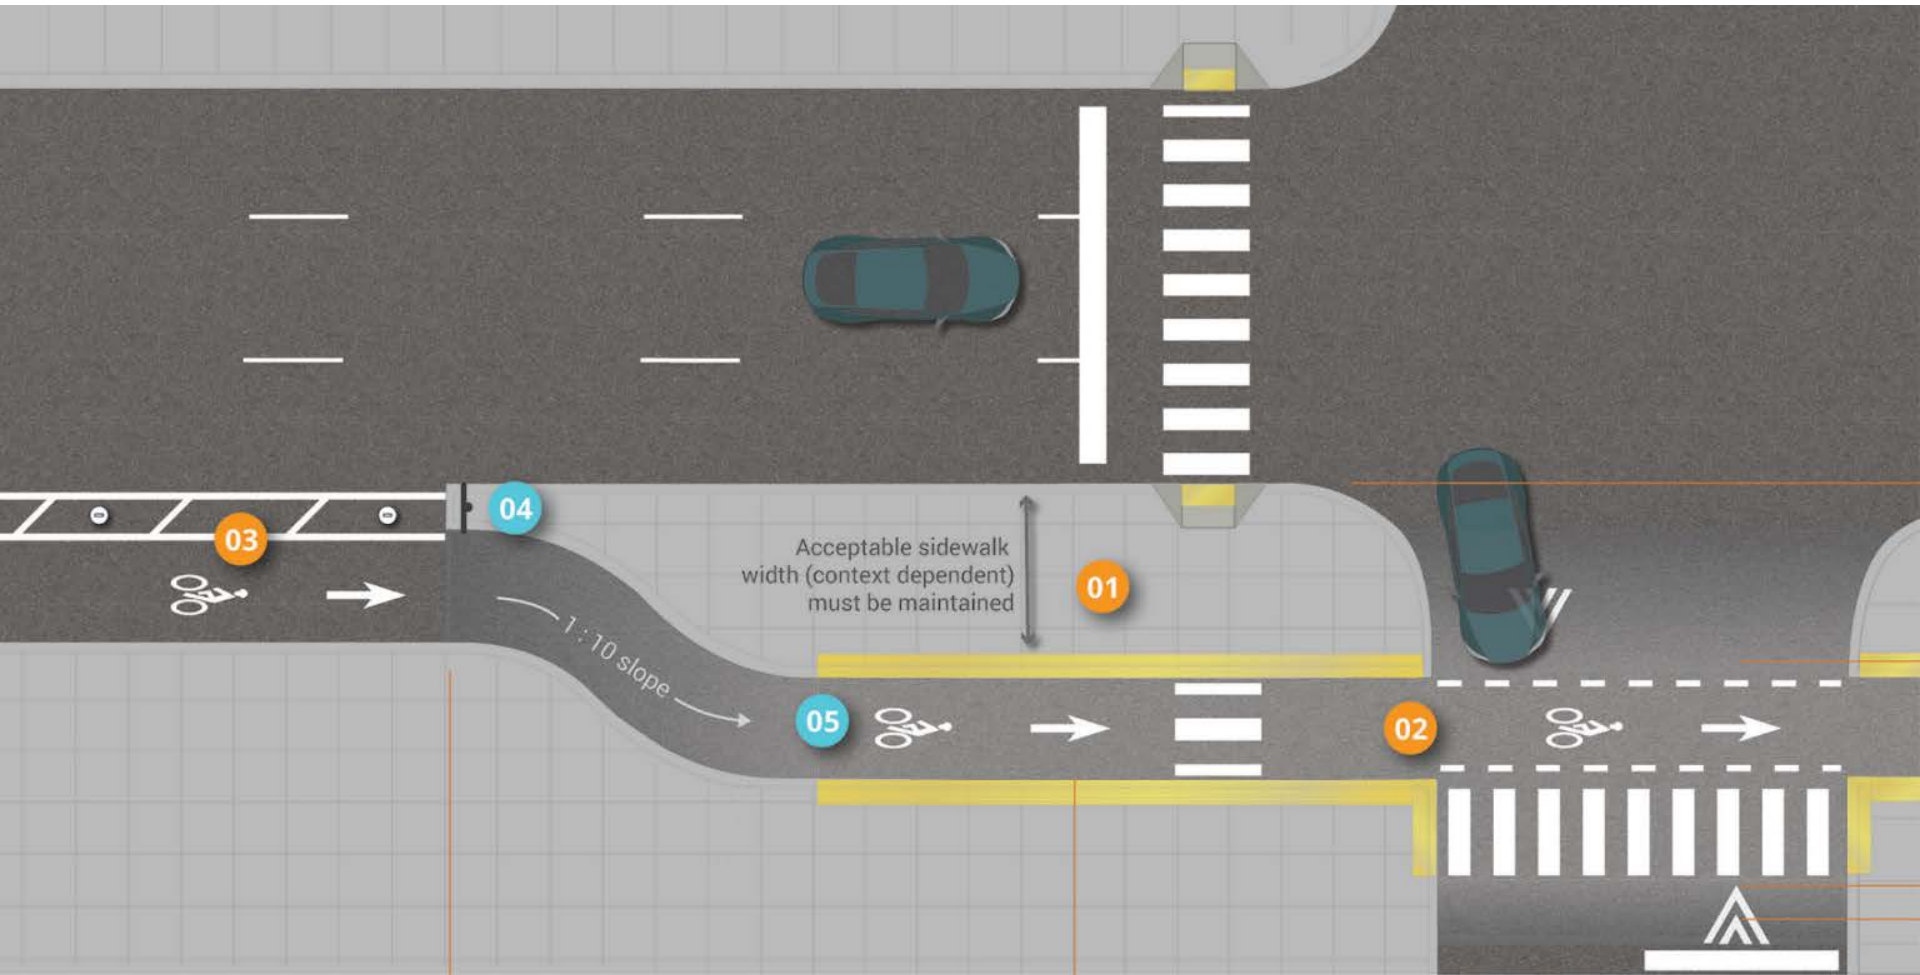 04
03
Acceptable sidewalk
width (context dependent)
must be maintained
01
1 : 10 slope
05
02